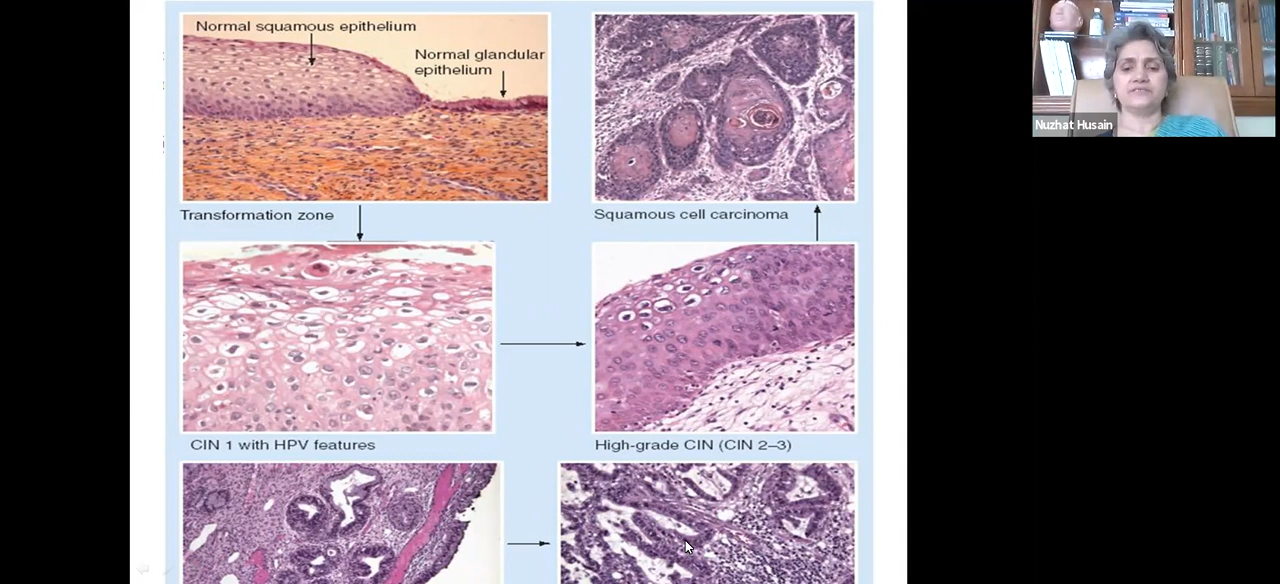 Normal squamous epithelium
Normal glandular
epithelium
Transformation zone
Squamous cell carcinoma
CIN 1 with HPV features
High-grade CIN (CIN 2–3)
Nuzhat Husain